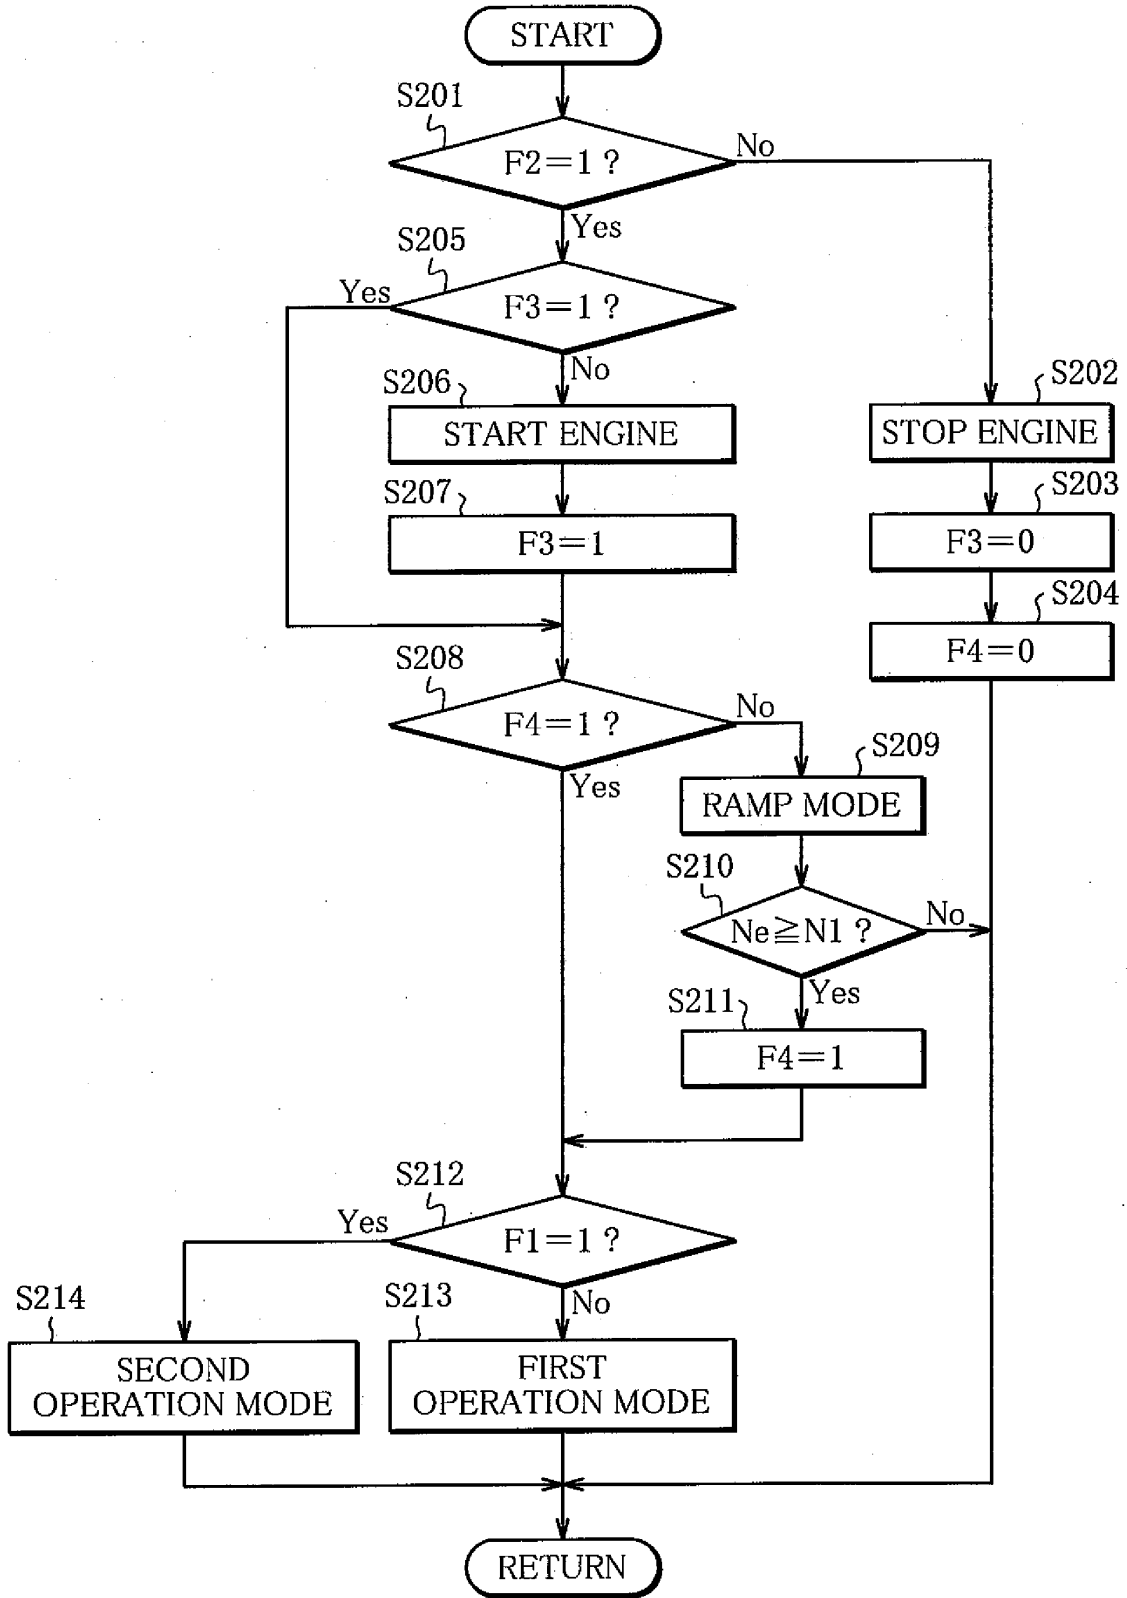 START
S201
F2=1 ?
No
Yes
S205
Yes
F3=1 ?
No
S206
START ENGINE
S202
STOP ENGINE
S207
F3=1
S203
F3=0
S204
F4=0
S208
F4=1 ?
No
Yes
S209
RAMP MODE
S210
Ne≧N1 ?
No
Yes
S211
F4=1
S212
Yes
F1=1 ?
No
S214
SECOND
OPERATION MODE
S213
FIRST
OPERATION MODE
RETURN